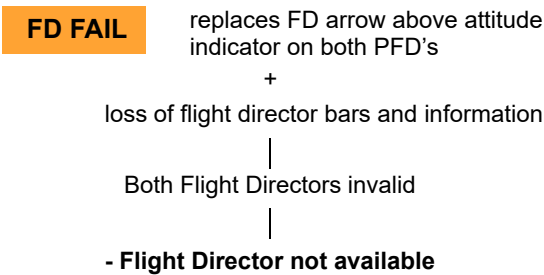 FD FAIL
replaces FD arrow above attitude
indicator on both PFD's
+
loss of flight director bars and information
Both Flight Directors invalid
- Flight Director not available